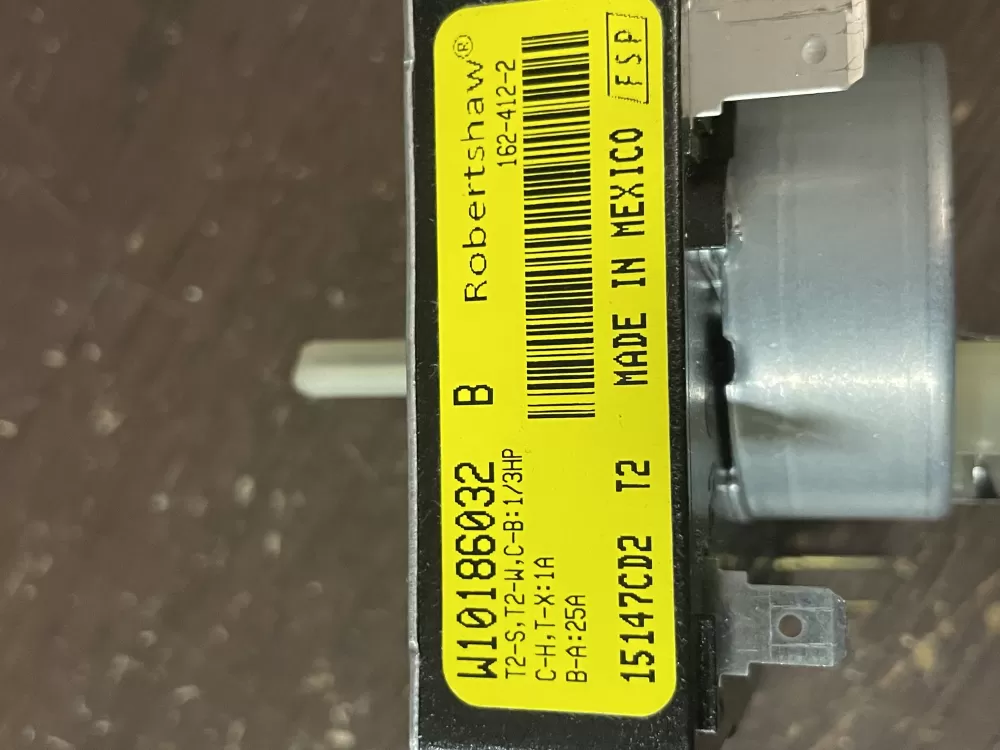 W10186032 B Robertshaw®
T2-S,T2-W,C-B:1/3HP 162-412-2
C-H,T-X:1A
B-A:25A
15147CD2 T2 MADE IN MEXICO FSP